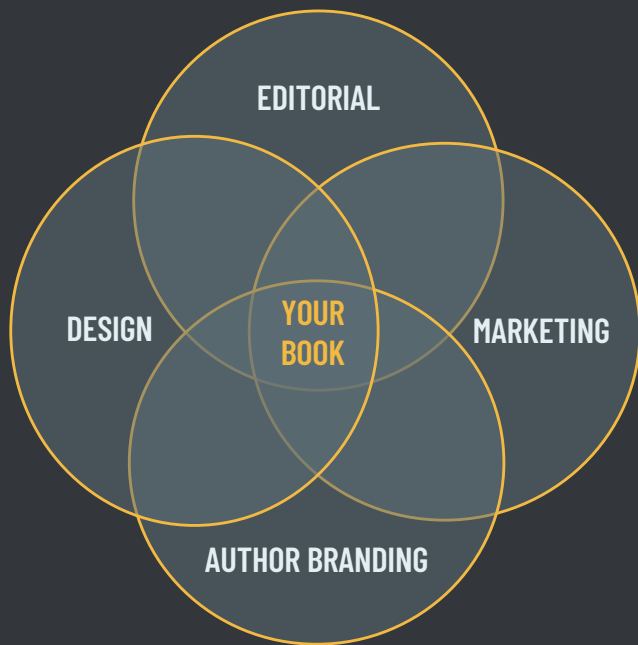 EDITORIAL
DESIGN
YOUR
BOOK
MARKETING
AUTHOR BRANDING